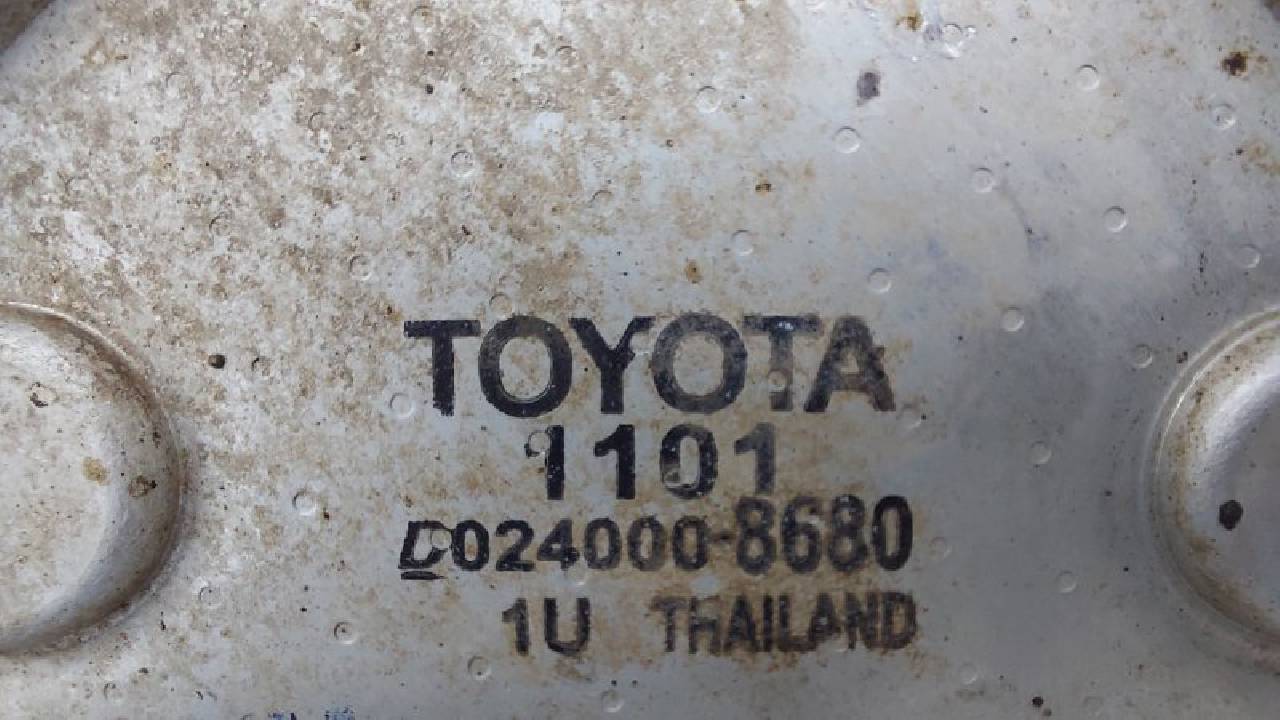 TOYOTA
1101
D024000-8680
1U THAILAND